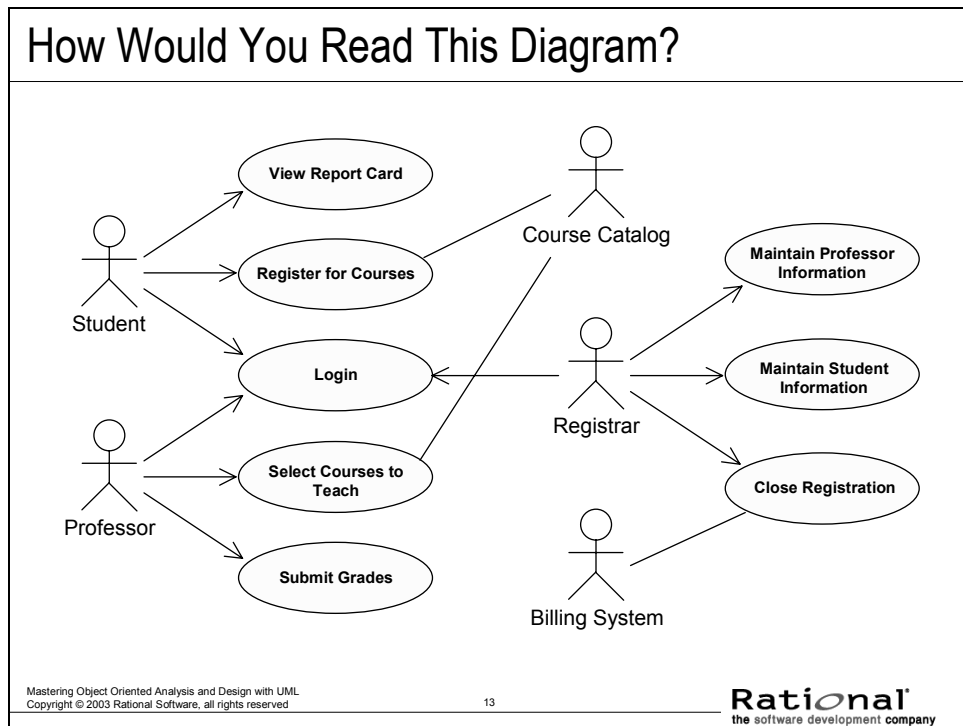 How Would You Read This Diagram?
View Report Card
Course Catalog
Register for Courses
Maintain Professor
Information
Student
Login
Maintain Student
Information
Registrar
Select Courses to
Teach
Close Registration
Professor
Submit Grades
Billing System
Mastering Object Oriented Analysis and Design with UML
Copyright © 2003 Rational Software, all rights reserved
13
Rational
the software development company